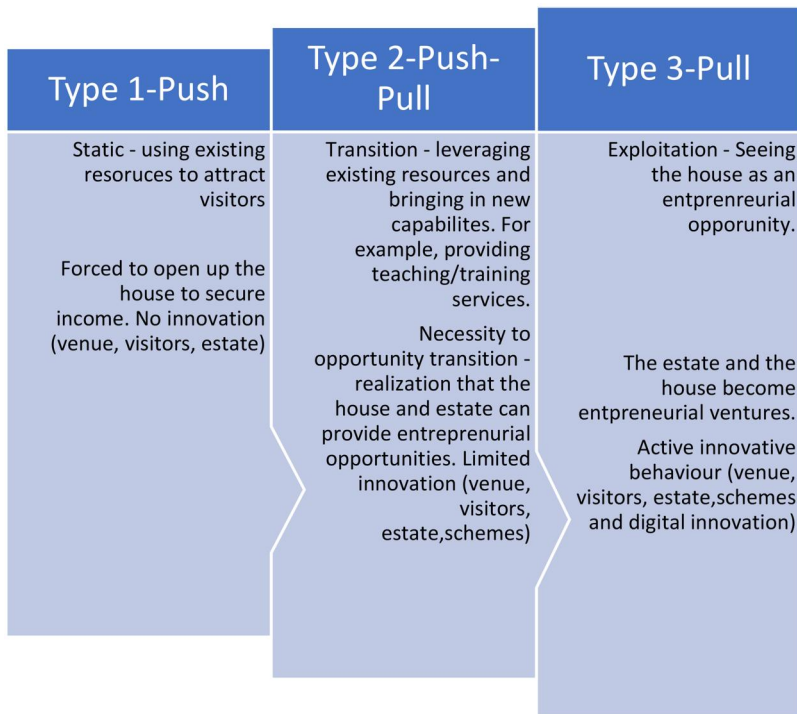 Type 1-Push
Static - using existing
resoruces to attract
visitors
Forced to open up the
house to secure
income. No innovation
(venue, visitors, estate)
Type 2-Push-
Pull
Transition - leveraging
existing resources and
bringing in new
capabilites. For
example, providing
teaching/training
services.
Necessity to
opportunity transition -
realization that the
house and estate can
provide entreprenurial
opportunities. Limited
innovation (venue,
visitors,
estate,schemes)
Type 3-Pull
Exploitation - Seeing
the house as an
entprenreurial
opporunity.
The estate and the
house become
entpreneurial ventures.
Active innovative
behaviour (venue,
visitors, estate,schemes
and digital innovation)